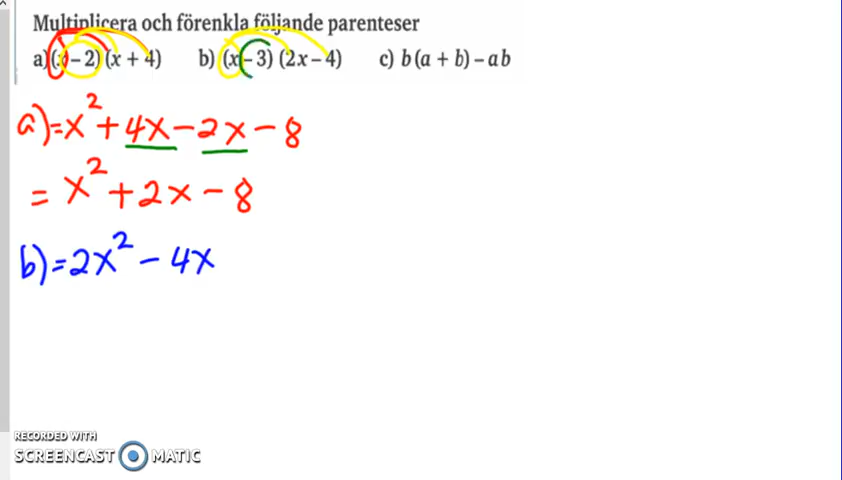 Multiplicera och förenkla följande parenteser
a) (x – 2) (x + 4) b) (x – 3) (2x – 4) c) b (a + b) – ab
a) = x² + 4x – 2x – 8
= x² + 2x – 8
b) = 2x² – 4x
RECORDED WITH
SCREENCAST MATIC